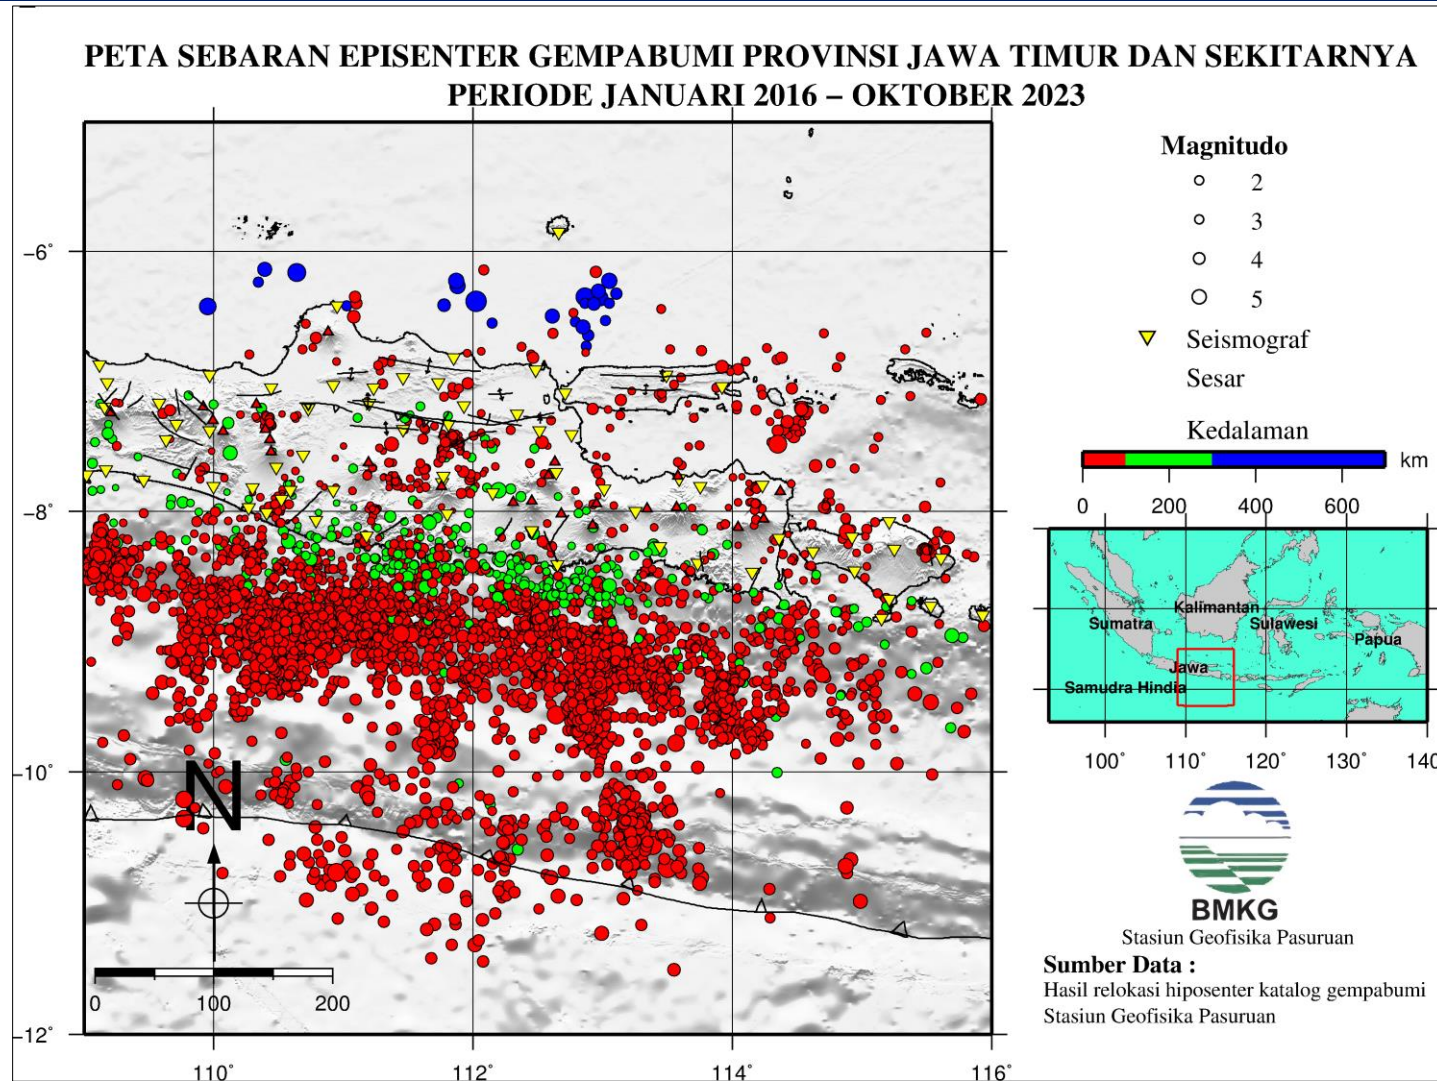 PETA SEBARAN EPISENTER GEMPABUMI PROVINSI JAWA TIMUR DAN SEKITARNYA
PERIODE JANUARI 2016 – OKTOBER 2023
Magnitudo
2
3
4
5
Seismograf
Sesar
Kedalaman
km
0 200 400 600
−6
−8
−10
−12
110˚ 112˚ 114˚ 116˚
N
0 100 200
Kalimantan
Sumatra
Sulawesi
Papua
Jawa
Samudra Hindia
100˚ 110˚ 120˚ 130˚ 140
BMKG
Stasiun Geofisika Pasuruan
Sumber Data :
Hasil relokasi hiposenter katalog gempabumi
Stasiun Geofisika Pasuruan